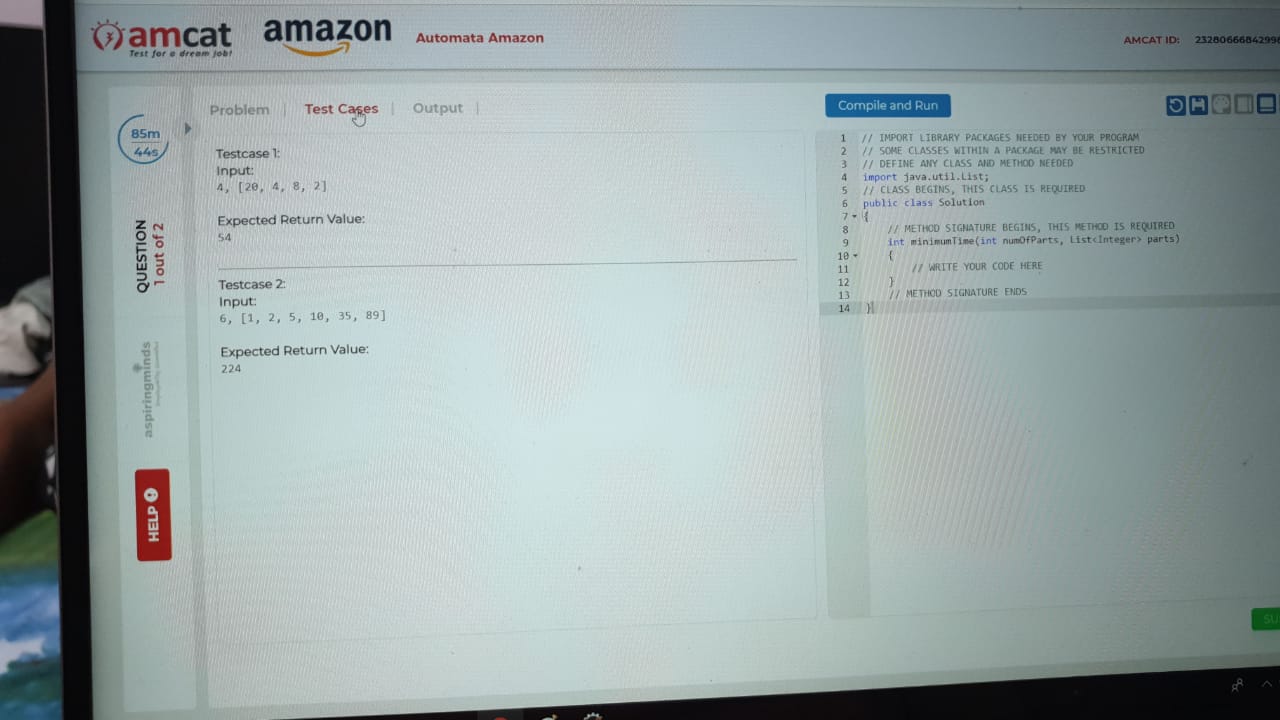 amcat
Test for a dream job!
amazon
Automata Amazon
AMCAT ID:
85m
44s
Problem
Test Cases
Output
Compile and Run
QUESTION
1 out of 2
aspiringminds
HELP
Testcase 1:
Input:
4, [20, 4, 8, 2]
Expected Return Value:
54
Testcase 2:
Input:
6, [1, 2, 5, 10, 35, 89]
Expected Return Value:
224
1 // IMPORT LIBRARY PACKAGES NEEDED BY YOUR PROGRAM
2 // SOME CLASSES WITHIN A PACKAGE MAY BE RESTRICTED
3 // DEFINE ANY CLASS AND METHOD NEEDED
4 import java.util.List;
5 // CLASS BEGINS, THIS CLASS IS REQUIRED
6 public class Solution
7 {
8 // METHOD SIGNATURE BEGINS, THIS METHOD IS REQUIRED
9 int minimumTime(int numOfParts, List<Integer> parts)
10 {
11 // WRITE YOUR CODE HERE
12 }
13 // METHOD SIGNATURE ENDS
14 }
SU